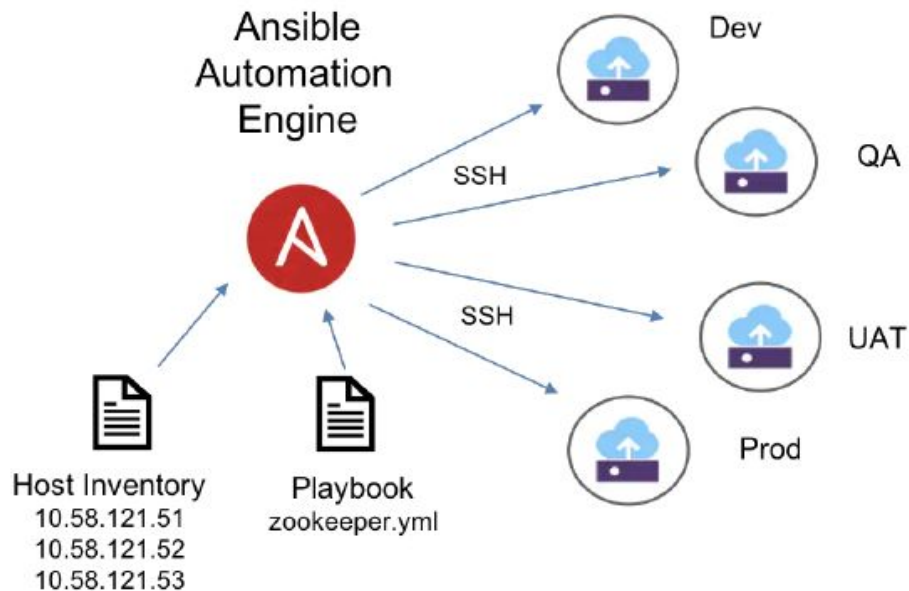 Ansible
Automation
Engine
Dev
QA
SSH
SSH
UAT
Prod
Host Inventory
10.58.121.51
10.58.121.52
10.58.121.53
Playbook
zookeeper.yml